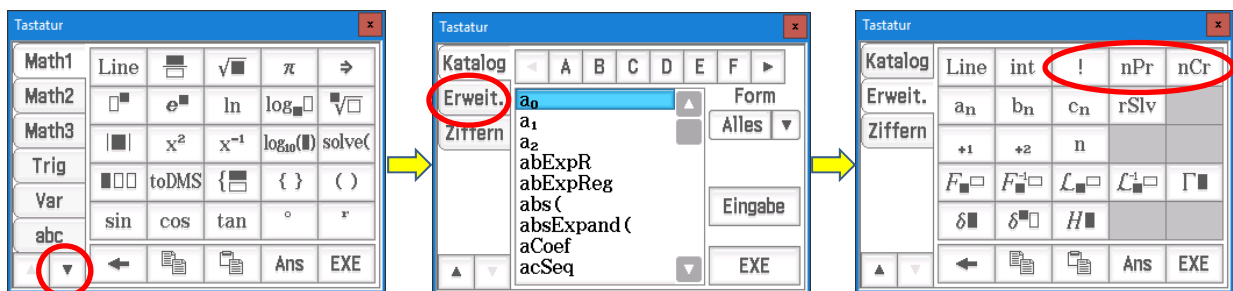 Tastatur x
Math1 Line √■ π ⇒
Math2 □■ e■ ln log■□ ■√□
Math3 |■| x² x⁻¹ log₁₀(■) solve(
Trig ■□□ toDMS { { } ( )
Var sin cos tan ° r
abc
▲ ▼ ← Ans EXE
Tastatur x
Katalog ◄ A B C D E F ►
Erweit. a₀ Form
Ziffern a₁ Alles ▼
a₂
abExpR
abExpReg
abs( Eingabe
absExpand(
aCoef
acSeq EXE
▲ ▼
Tastatur x
Katalog Line int ! nPr nCr
Erweit. aₙ bₙ cₙ rSlv
Ziffern +1 +2 n
F■□ F⁻¹■□ L■□ L⁻¹■□ Γ■
δ■ δ■□ H■
▲ ▼ ← Ans EXE